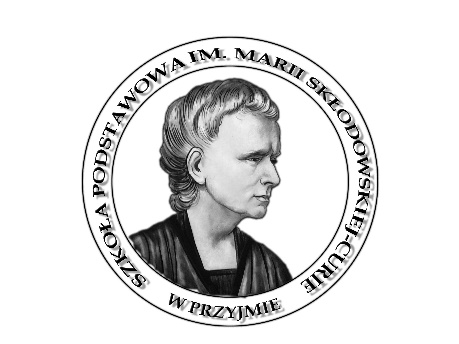 SZKOŁA PODSTAWOWA IM. MARII SKŁODOWSKIEJ-CURIE
W PRZYJMIE